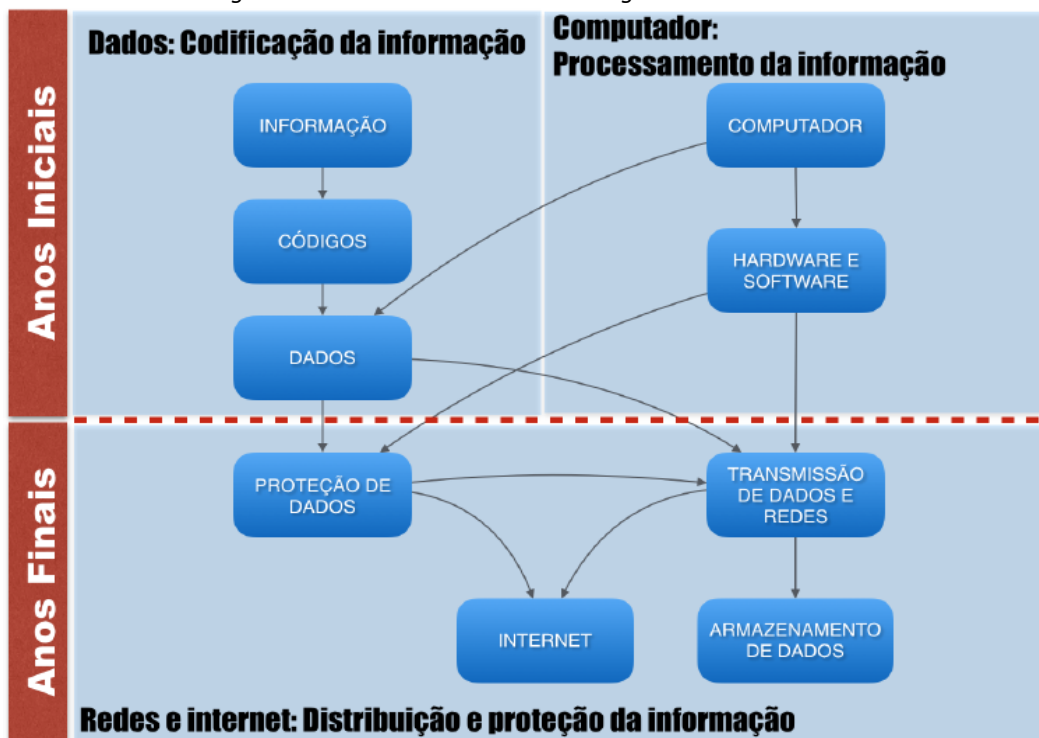 Dados: Codificação da informação
Computador:
Processamento da informação
Anos Iniciais
INFORMAÇÃO
COMPUTADOR
CÓDIGOS
HARDWARE E
SOFTWARE
DADOS
Anos Finais
PROTEÇÃO DE
DADOS
TRANSMISSÃO
DE DADOS E
REDES
INTERNET
ARMAZENAMENTO
DE DADOS
Redes e internet: Distribuição e proteção da informação